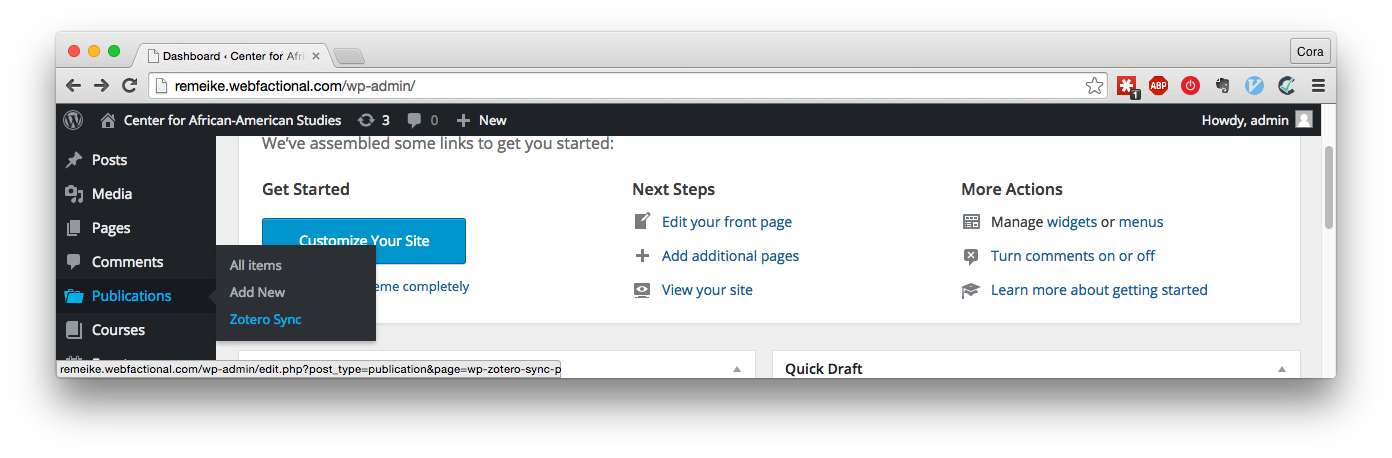 Dashboard ‹ Center for Afri
Cora
remeike.webfactional.com/wp-admin/
1
ABP
Center for African-American Studies 3 0 New
Howdy, admin
Posts
Media
Pages
Comments
Publications
Courses
All items
Add New
Zotero Sync
We've assembled some links to get you started:
Get Started
Customize Your Site
eme completely
Next Steps
Edit your front page
Add additional pages
View your site
More Actions
Manage widgets or menus
Turn comments on or off
Learn more about getting started
Quick Draft
remeike.webfactional.com/wp-admin/edit.php?post_type=publication&page=wp-zotero-sync-p